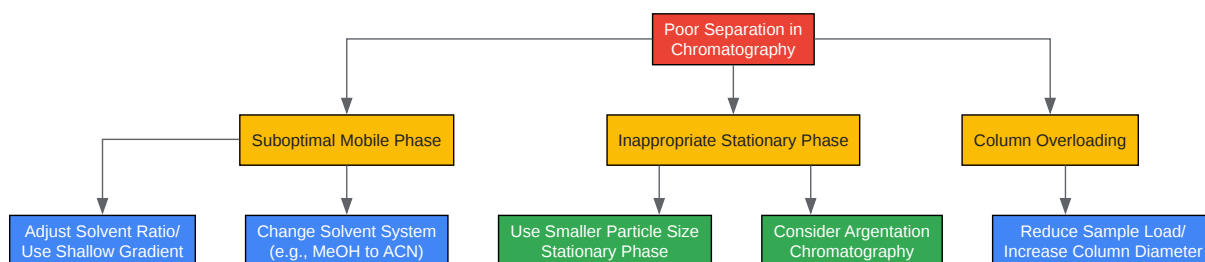 Poor Separation in
Chromatography
Suboptimal Mobile Phase
Inappropriate Stationary Phase
Column Overloading
Adjust Solvent Ratio/
Use Shallow Gradient
Change Solvent System
(e.g., MeOH to ACN)
Use Smaller Particle Size
Stationary Phase
Consider Argentation
Chromatography
Reduce Sample Load/
Increase Column Diameter